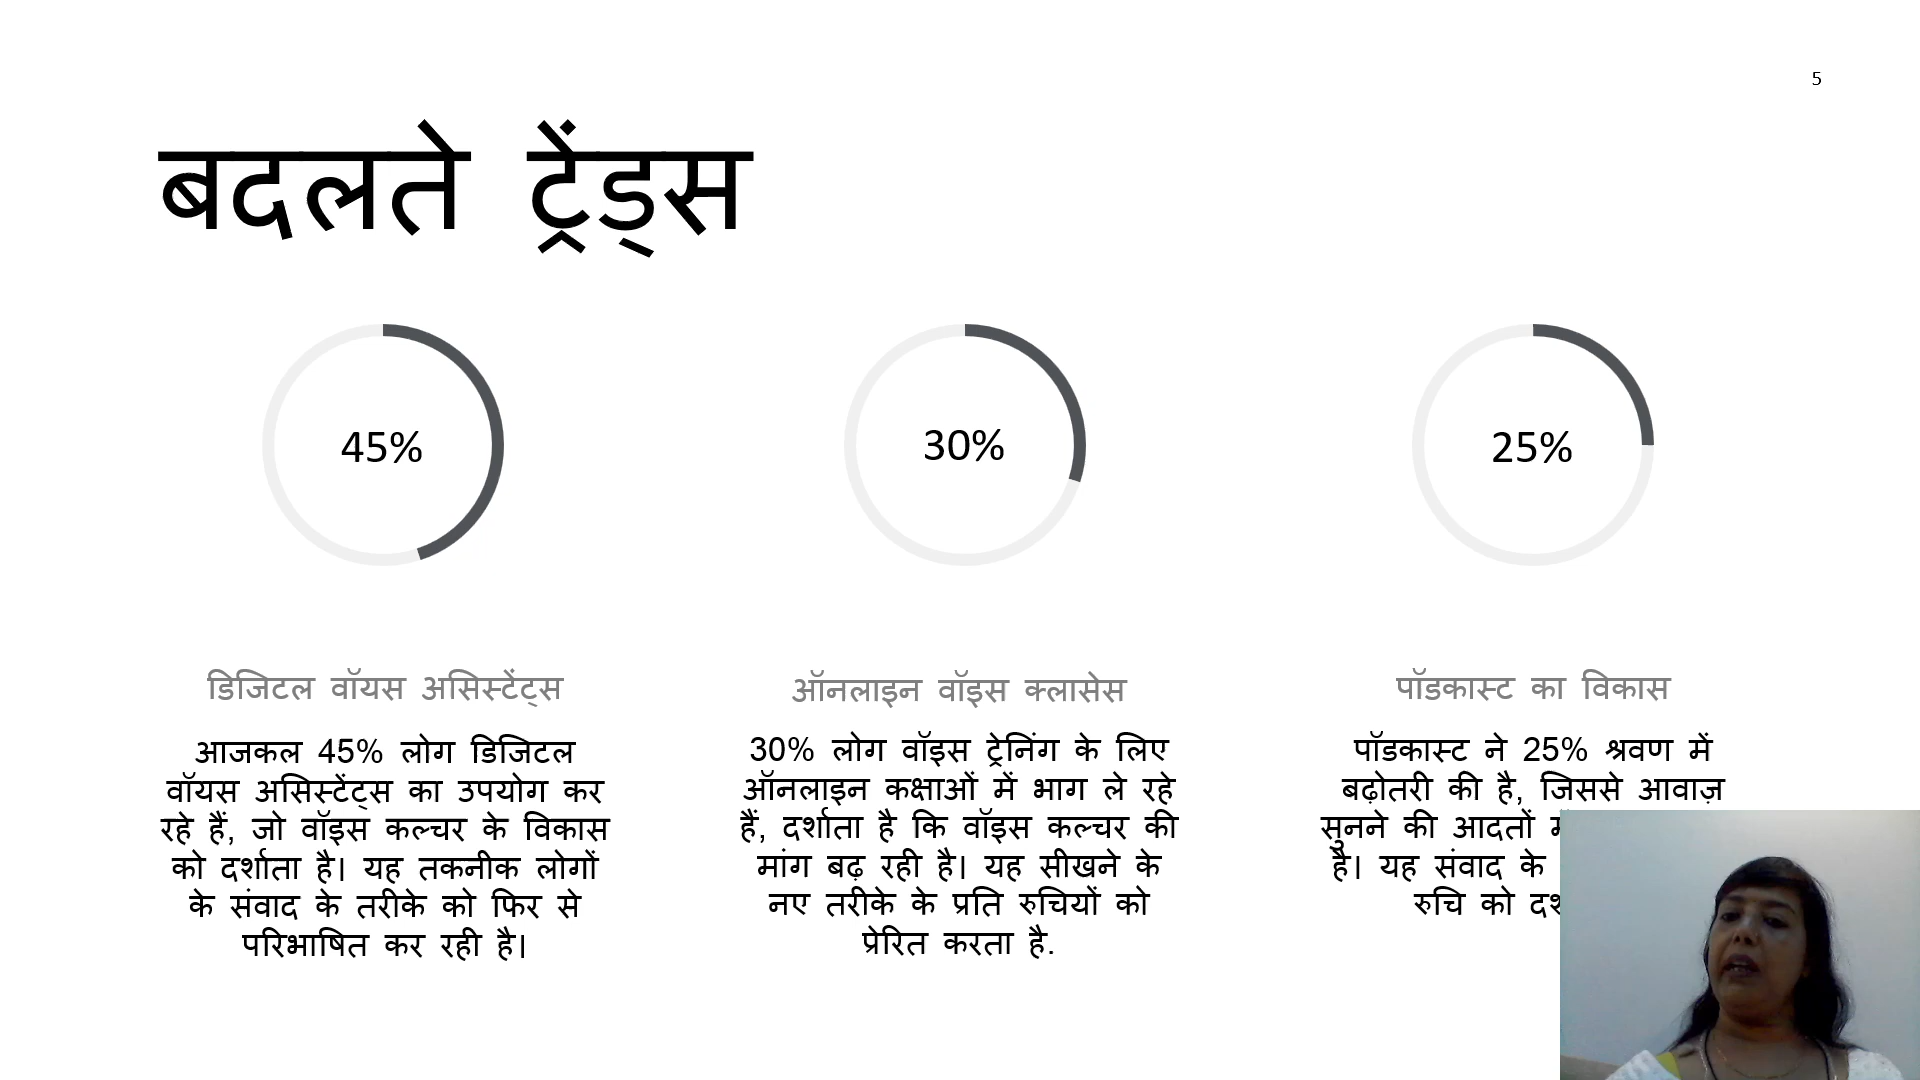 5
बदलते ट्रेंड्स
45%
30%
25%
डिजिटल वॉयस असिस्टेंट्स
आजकल 45% लोग डिजिटल
वॉयस असिस्टेंट्स का उपयोग कर
रहे हैं, जो वॉइस कल्चर के विकास
को दर्शाता है। यह तकनीक लोगों
के संवाद के तरीके को फिर से
परिभाषित कर रही है।
ऑनलाइन वॉइस क्लासेस
30% लोग वॉइस ट्रेनिंग के लिए
ऑनलाइन कक्षाओं में भाग ले रहे
हैं, दर्शाता है कि वॉइस कल्चर की
मांग बढ़ रही है। यह सीखने के
नए तरीके के प्रति रुचियों को
प्रेरित करता है.
पॉडकास्ट का विकास
पॉडकास्ट ने 25% श्रवण में
बढ़ोतरी की है, जिससे आवाज़
सुनने की आदतों
है। यह संवाद के
रुचि को